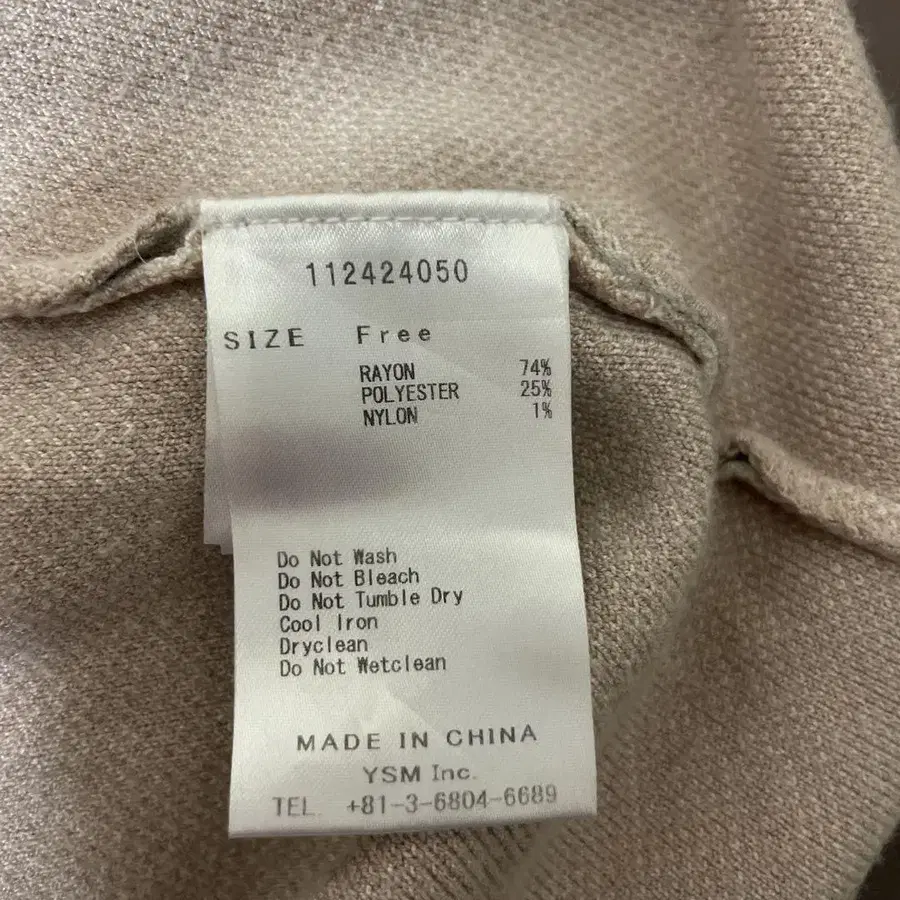 112424050
SIZE Free
RAYON 74%
POLYESTER 25%
NYLON 1%
Do Not Wash
Do Not Bleach
Do Not Tumble Dry
Cool Iron
Dryclean
Do Not Wetclean
MADE IN CHINA
YSM Inc.
TEL. +81-3-6804-6689